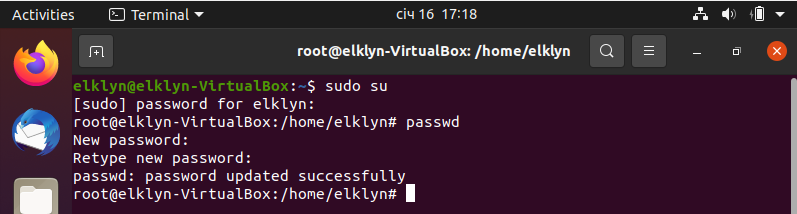 Activities Terminal січ 16 17:18
root@elklyn-VirtualBox: /home/elklyn
elklyn@elklyn-VirtualBox:~$ sudo su
[sudo] password for elklyn:
root@elklyn-VirtualBox:/home/elklyn# passwd
New password:
Retype new password:
passwd: password updated successfully
root@elklyn-VirtualBox:/home/elklyn#